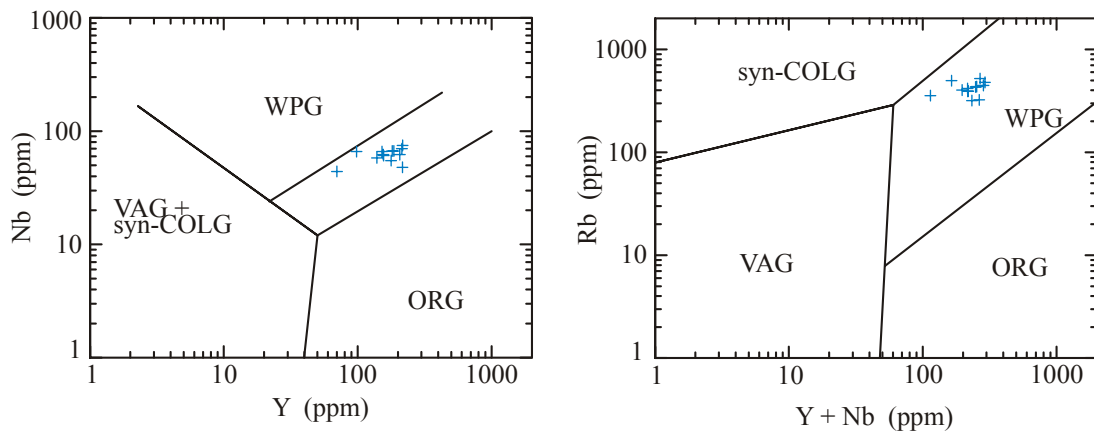 1000
100
10
1
Nb (ppm)
WPG
VAG +
syn-COLG
ORG
1 10 100 1000
Y (ppm)
1000
100
10
1
Rb (ppm)
syn-COLG
WPG
VAG
ORG
1 10 100 1000
Y + Nb (ppm)